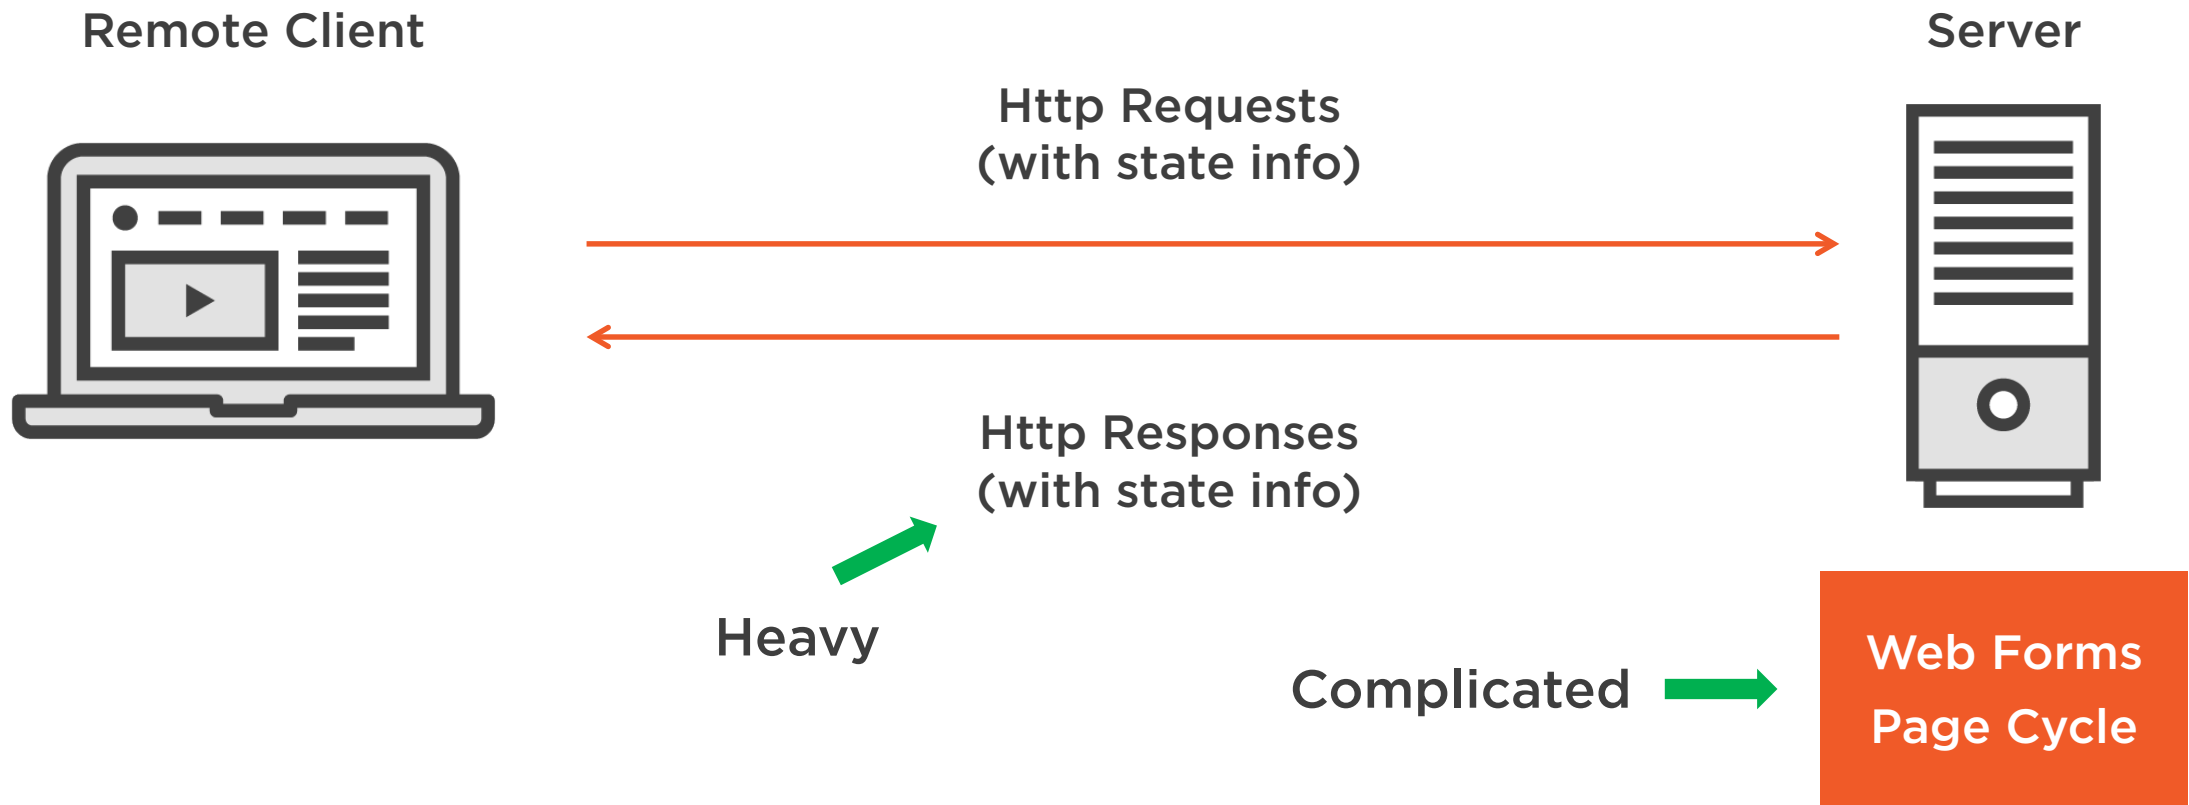 Remote Client
Server
Http Requests
(with state info)
Http Responses
(with state info)
Heavy
Complicated
Web Forms
Page Cycle